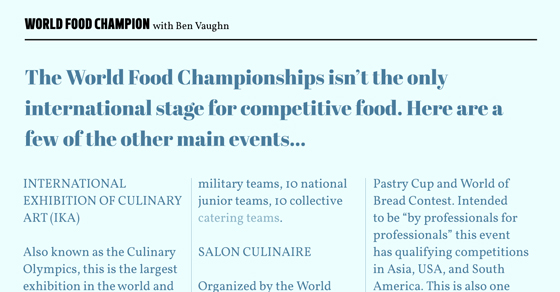 WORLD FOOD CHAMPION with Ben Vaughn
The World Food Championships isn't the only
international stage for competitive food. Here are a
few of the other main events...
INTERNATIONAL
EXHIBITION OF CULINARY
ART (IKA)
Also known as the Culinary
Olympics, this is the largest
exhibition in the world and
military teams, 10 national
junior teams, 10 collective
catering teams.
SALON CULINAIRE
Organized by the World
Pastry Cup and World of
Bread Contest. Intended
to be “by professionals for
professionals” this event
has qualifying competitions
in Asia, USA, and South
America. This is also one